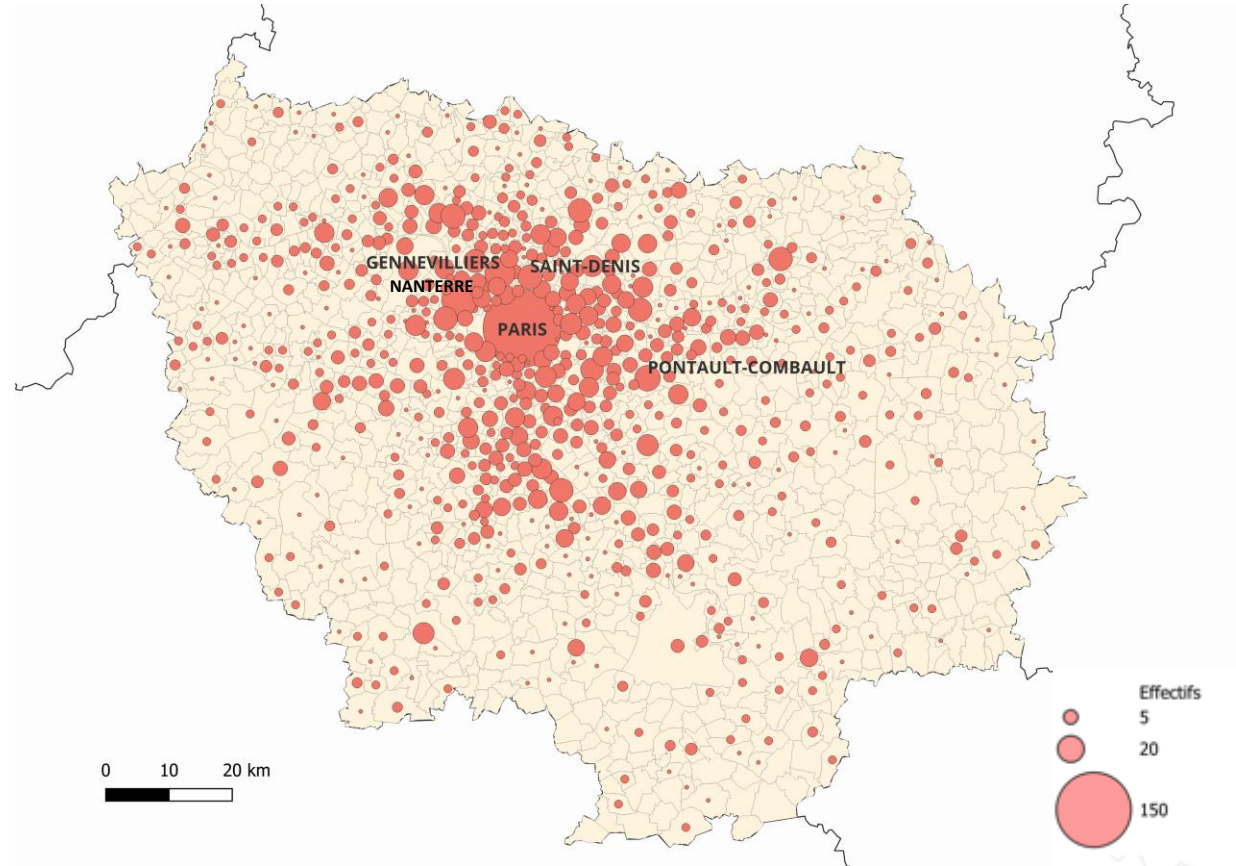 GENNEVILLIERS
SAINT-DENIS
NANTERRE
PARIS
PONTAULT-COMBAULT
Effectifs
5
20
150
0 10 20 km